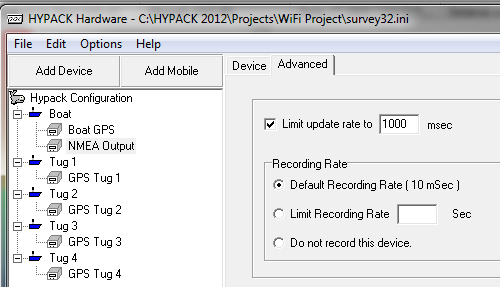 HYPACK Hardware - C:\HYPACK 2012\Projects\WiFi Project\survey32.ini
File Edit Options Help
Add Device Add Mobile
Device Advanced
Hypack Configuration
Boat
Boat GPS
NMEA Output
Tug 1
GPS Tug 1
Tug 2
GPS Tug 2
Tug 3
GPS Tug 3
Tug 4
GPS Tug 4
Limit update rate to 1000 msec
Recording Rate
Default Recording Rate ( 10 mSec )
Limit Recording Rate Sec
Do not record this device.